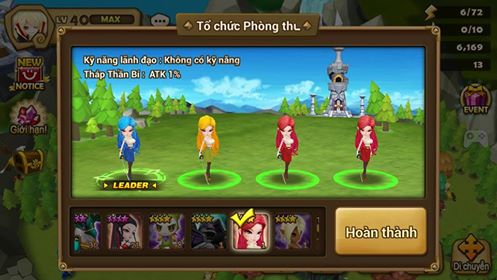 LV 40 MAX
Tổ chức Phòng thủ
6/72
0/10
6,169
13
Kỹ năng lãnh đạo : Không có kỹ năng
Tháp Thần Bí : ATK 1%
NEW
NOTICE
Giới hạn!
EVENT
LEADER
Hoàn thành
Di chuyển